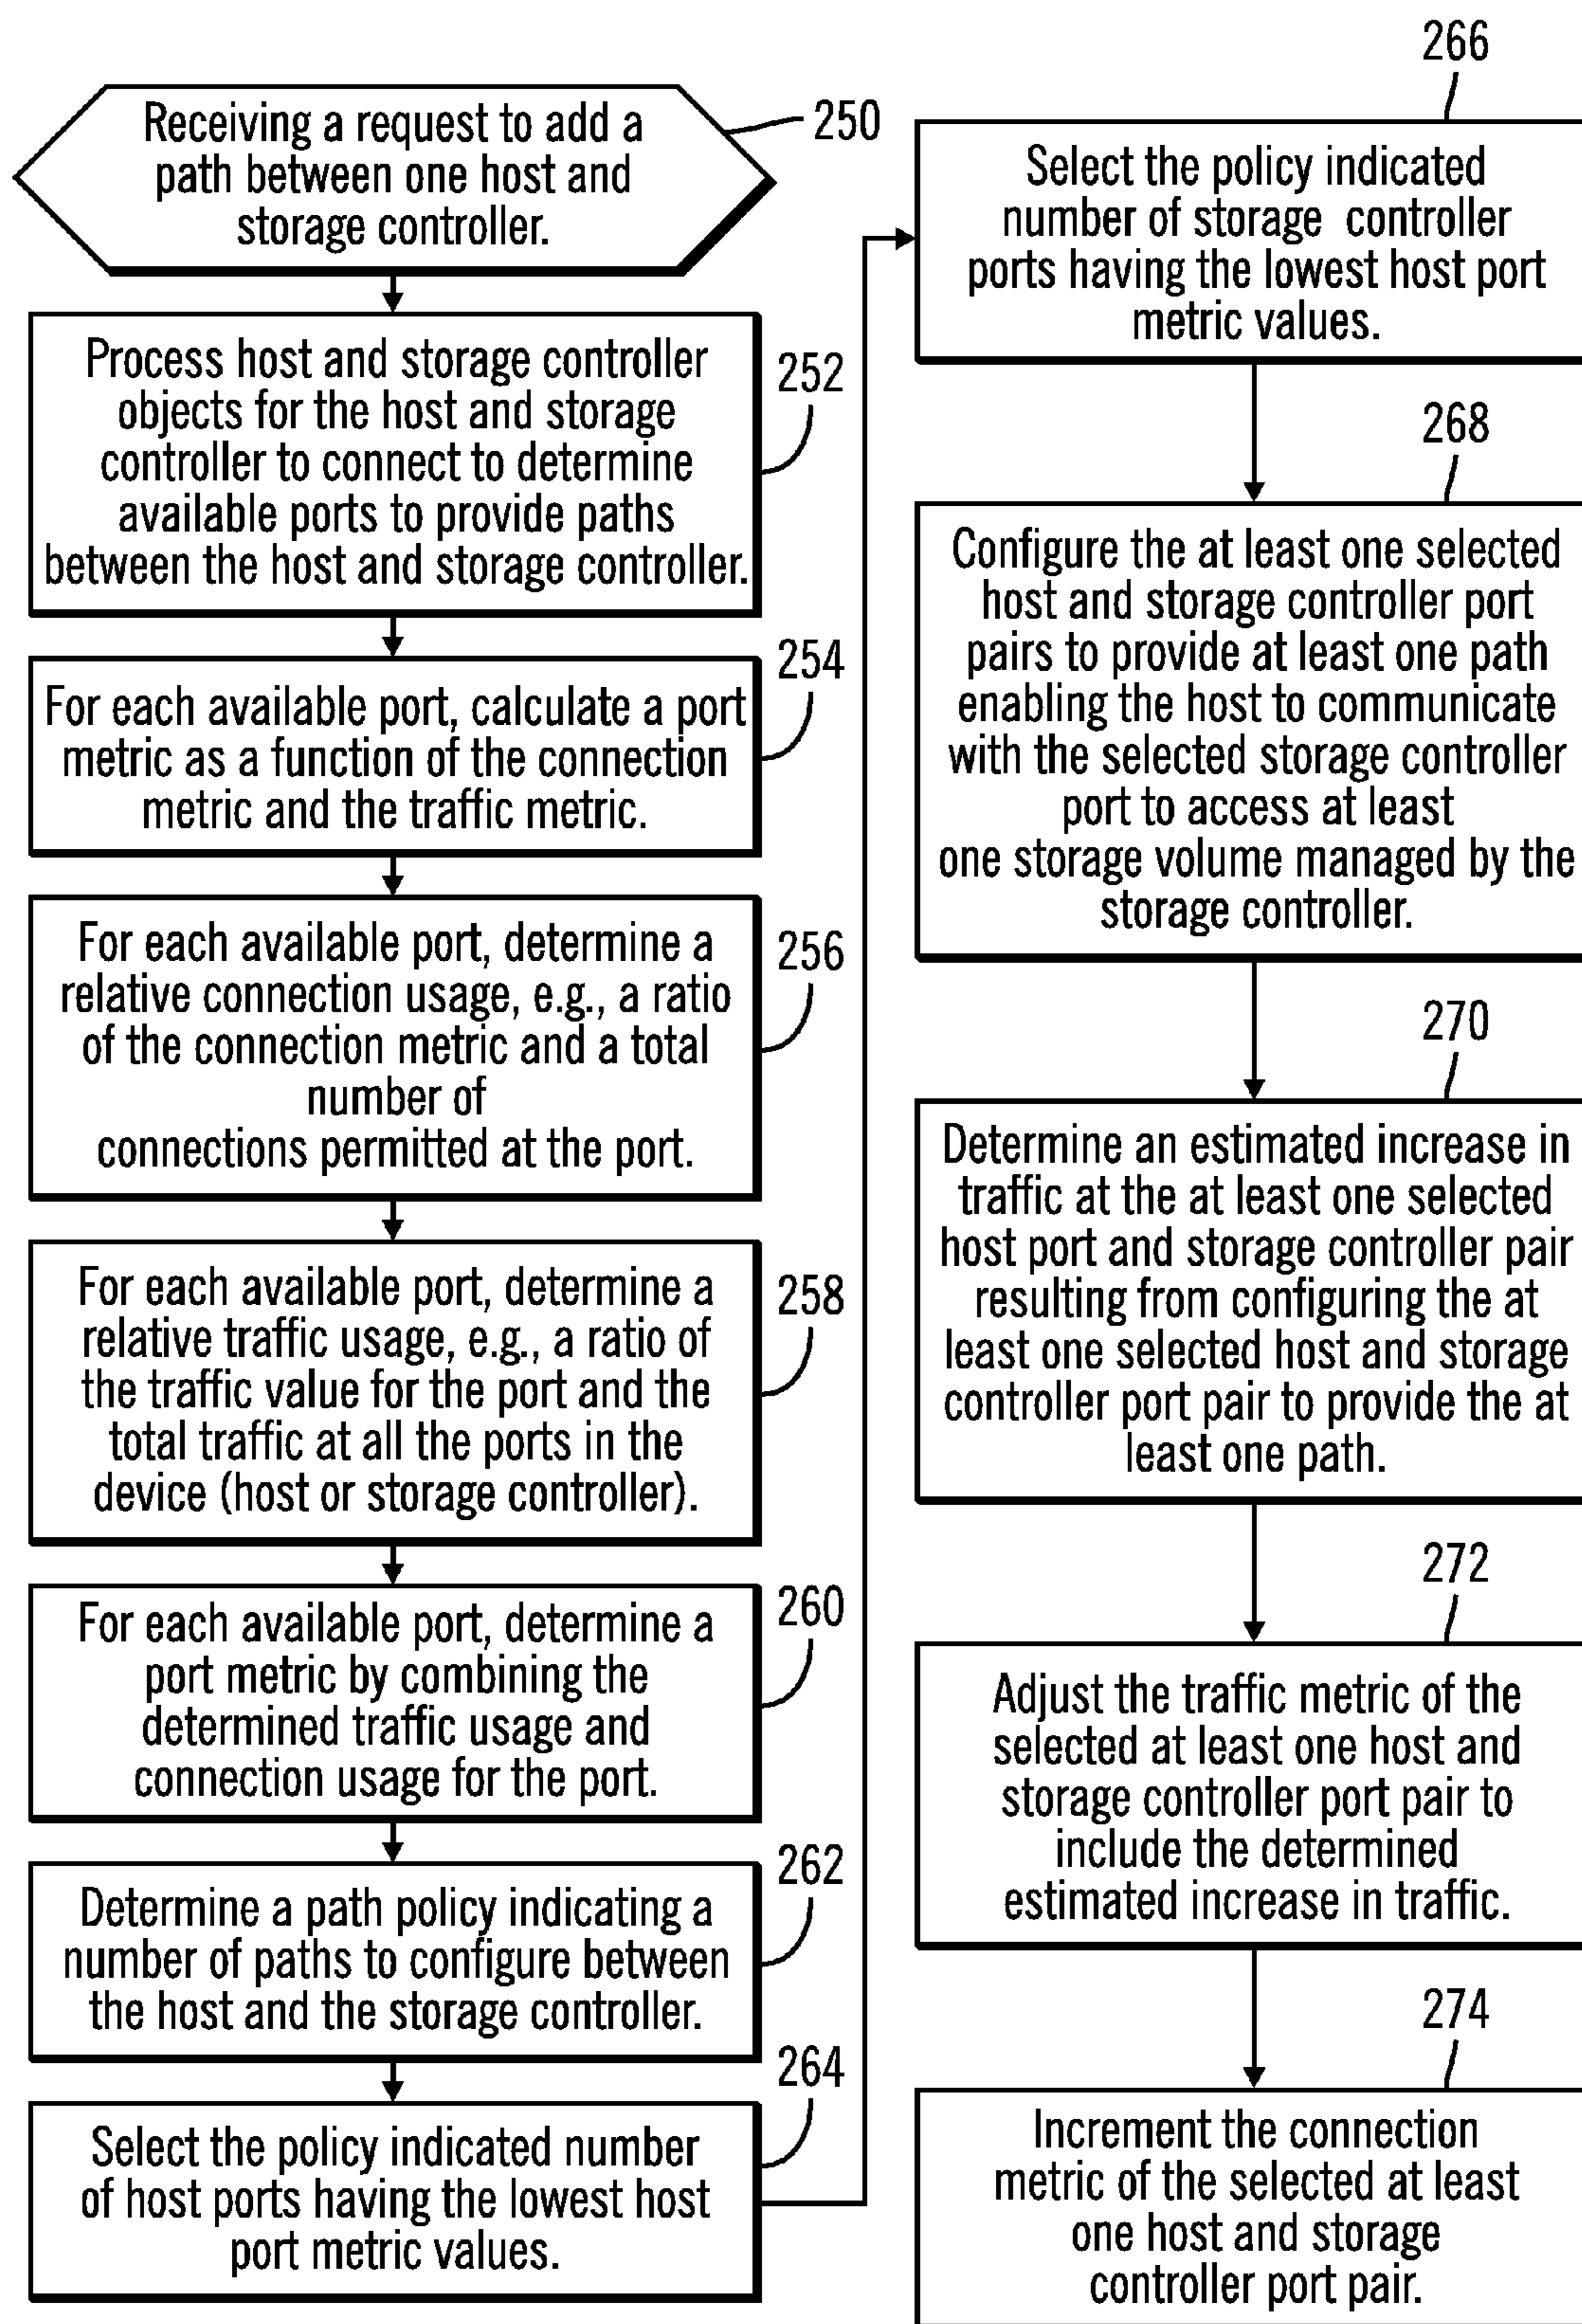 Receiving a request to add a
path between one host and
storage controller.
250
Process host and storage controller
objects for the host and storage
controller to connect to determine
available ports to provide paths
between the host and storage controller.
252
For each available port, calculate a port
metric as a function of the connection
metric and the traffic metric.
254
For each available port, determine a
relative connection usage, e.g., a ratio
of the connection metric and a total
number of
connections permitted at the port.
256
For each available port, determine a
relative traffic usage, e.g., a ratio of
the traffic value for the port and the
total traffic at all the ports in the
device (host or storage controller).
258
For each available port, determine a
port metric by combining the
determined traffic usage and
connection usage for the port.
260
Determine a path policy indicating a
number of paths to configure between
the host and the storage controller.
262
Select the policy indicated number
of host ports having the lowest host
port metric values.
264
266
Select the policy indicated
number of storage controller
ports having the lowest host port
metric values.
268
Configure the at least one selected
host and storage controller port
pairs to provide at least one path
enabling the host to communicate
with the selected storage controller
port to access at least
one storage volume managed by the
storage controller.
270
Determine an estimated increase in
traffic at the at least one selected
host port and storage controller pair
resulting from configuring the at
least one selected host and storage
controller port pair to provide the at
least one path.
272
Adjust the traffic metric of the
selected at least one host and
storage controller port pair to
include the determined
estimated increase in traffic.
274
Increment the connection
metric of the selected at least
one host and storage
controller port pair.